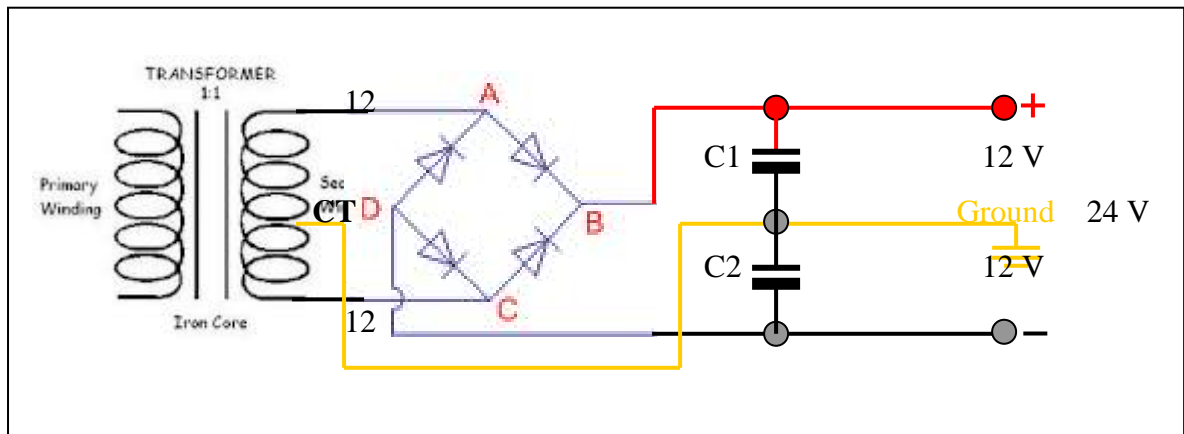 TRANSFORMER
1:1
12
A
+
C1
12 V
Primary
Winding
Sec
CT
D
B
Ground
24 V
C2
12 V
C
Iron Core
12
−